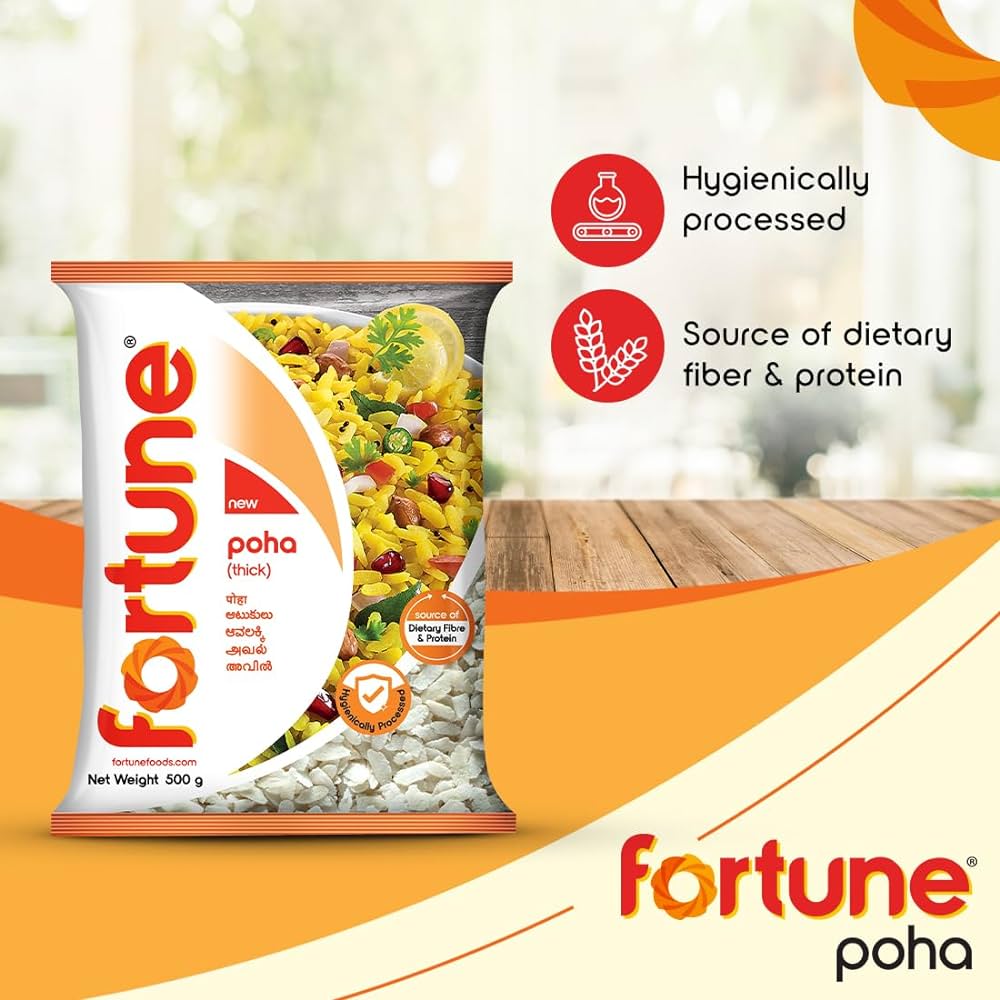 Hygienically
processed
Source of dietary
fiber & protein
fortune®
new
poha
(thick)
पोहा
అటుకులు
ಅವಲಕ್ಕಿ
அவல்
അവിൽ
source of
Dietary Fibre
& Protein
Hygienically Processed
fortunefoods.com
Net Weight 500 g
fortune®
poha